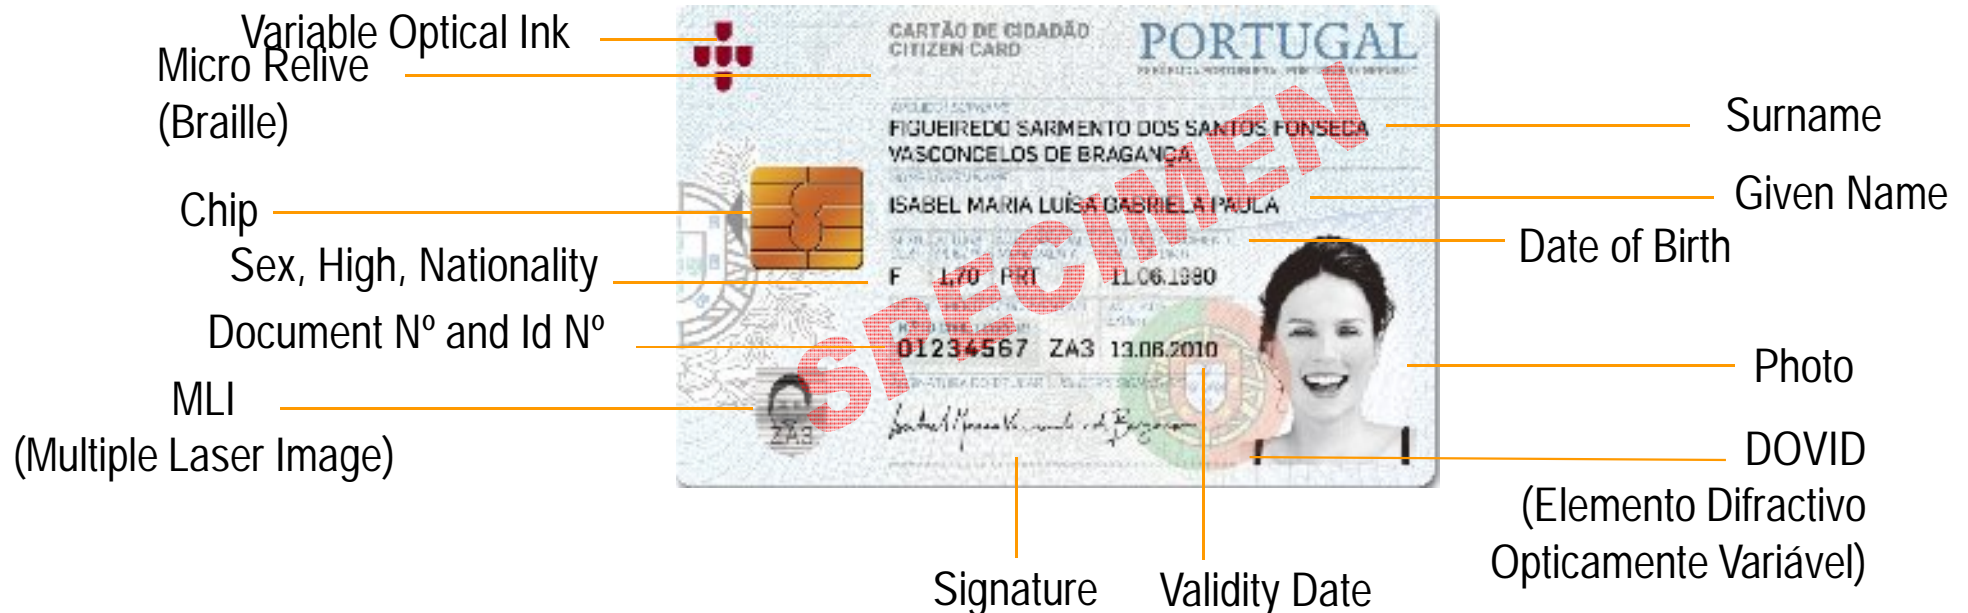 Variable Optical Ink
Micro Relive
(Braille)
Chip
Sex, High, Nationality
Document Nº and Id Nº
MLI
(Multiple Laser Image)
CARTÃO DE CIDADÃO
CITIZEN CARD
PORTUGAL
FIGUEIREDO SARMENTO DOS SANTOS FONSECA
VASCONCELOS DE BRAGANÇA
ISABEL MARIA LUÍSA GABRIELA PAULA
F 1,70 PRT 11.06.1980
01234567 ZA3 13.06.2010
ZA3
SPECIMEN
Surname
Given Name
Date of Birth
Photo
DOVID
(Elemento Difractivo
Opticamente Variável)
Signature
Validity Date